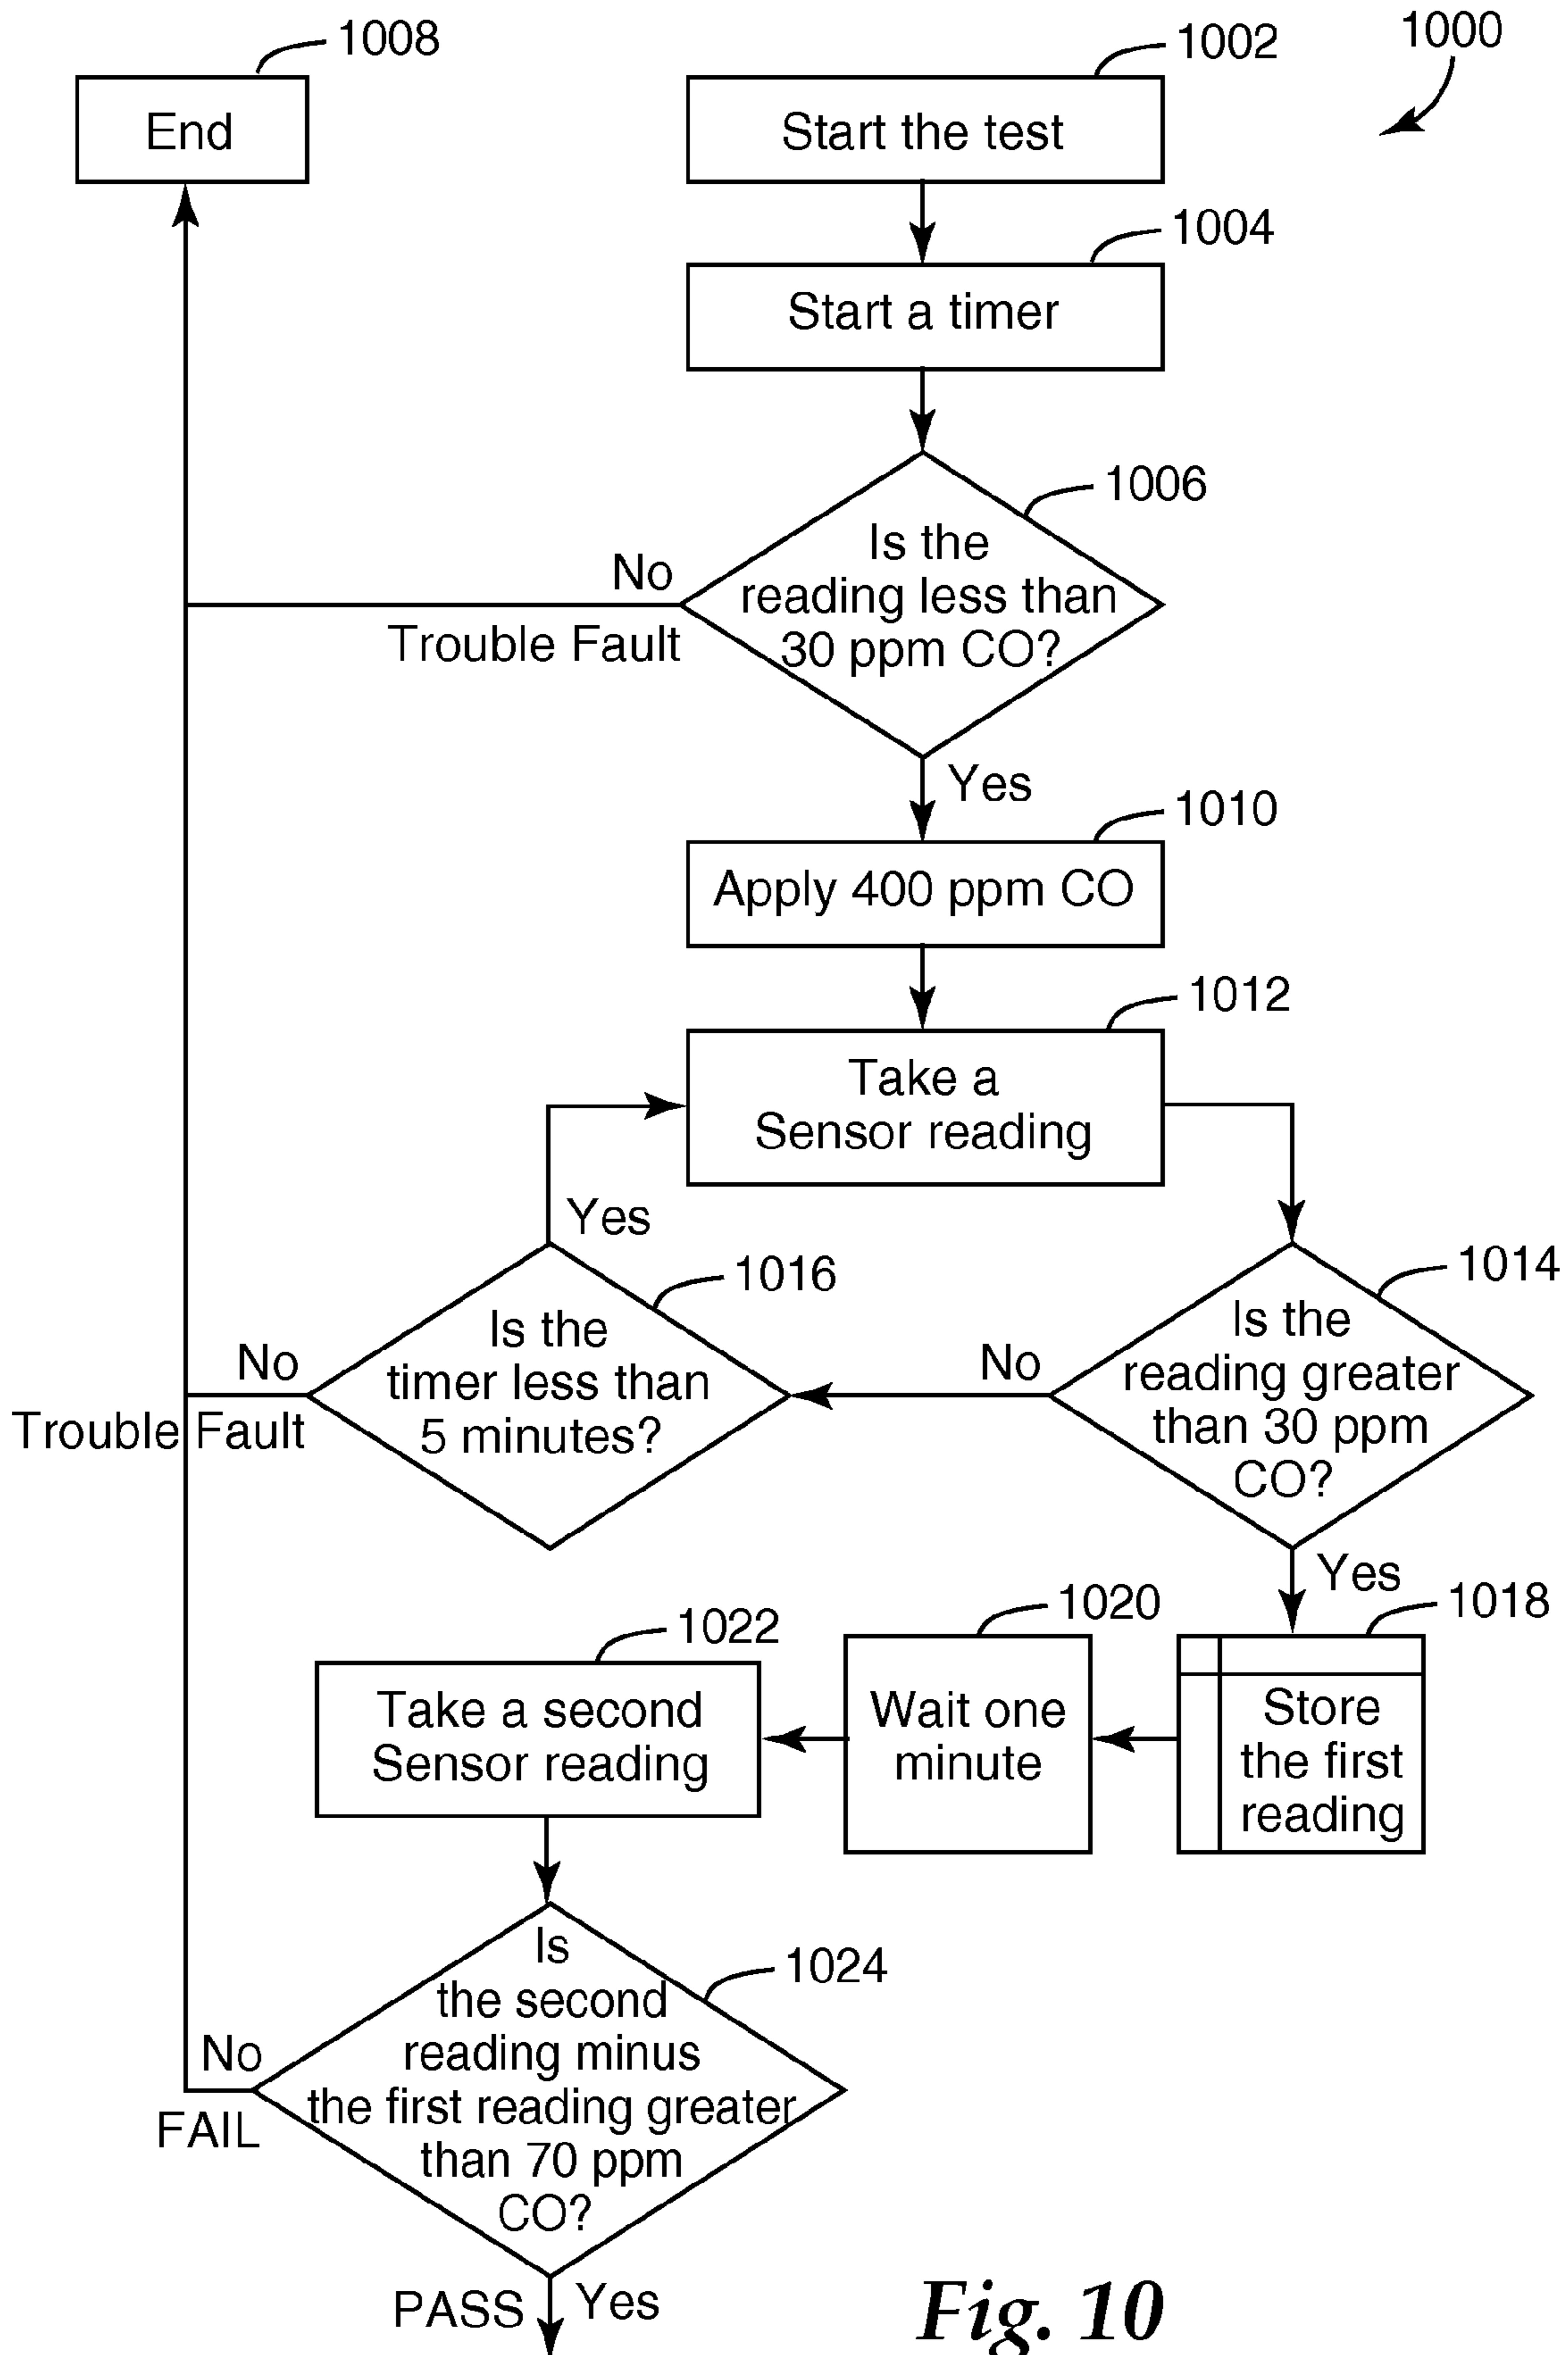 1008
1002
1000
End
Start the test
1004
Start a timer
1006
Is the
reading less than
30 ppm CO?
No
Trouble Fault
Yes
1010
Apply 400 ppm CO
1012
Take a
Sensor reading
Yes
1016
Is the
timer less than
5 minutes?
No
Trouble Fault
1014
Is the
reading greater
than 30 ppm
CO?
No
Yes
1018
Store
the first
reading
1020
Wait one
minute
1022
Take a second
Sensor reading
1024
Is
the second
reading minus
the first reading greater
than 70 ppm
CO?
No
FAIL
PASS
Yes
Fig. 10